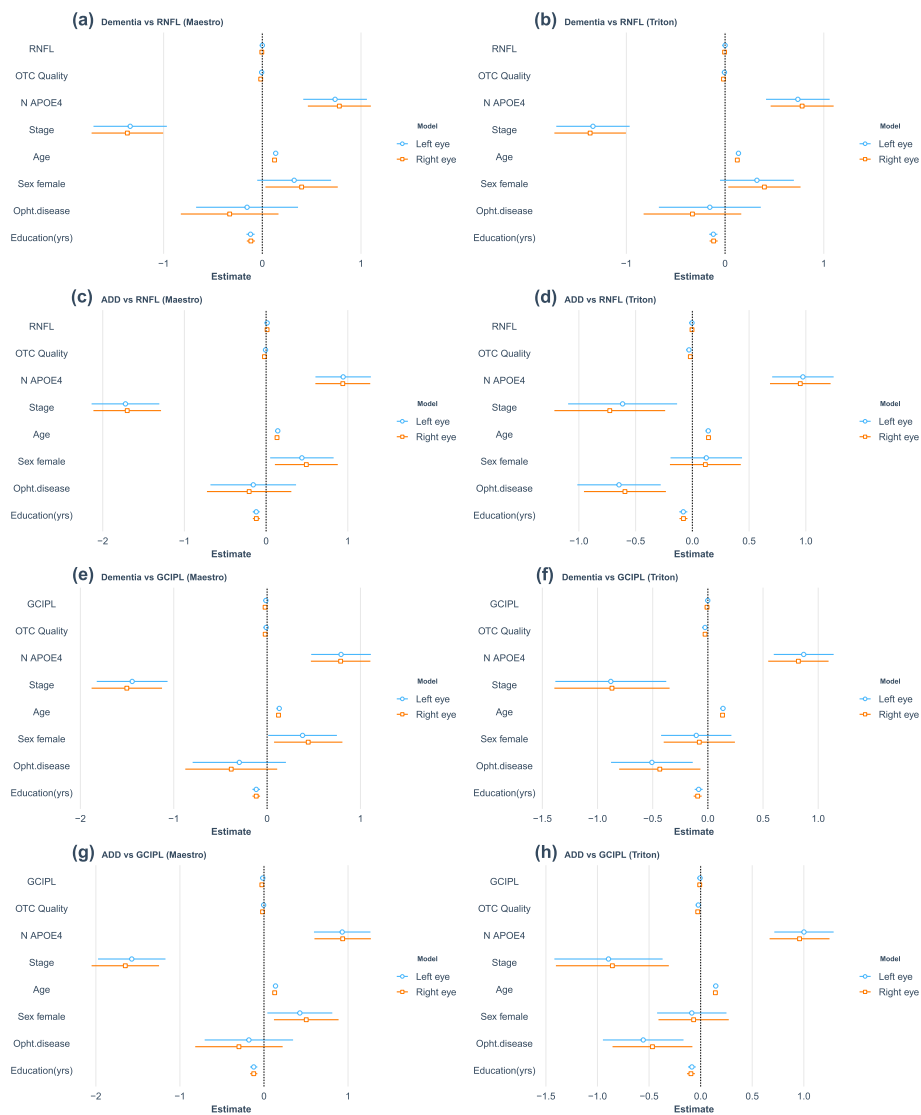 (a) Dementia vs RNFL (Maestro)
RNFL
OTC Quality
N APOE4
Stage
Age
Sex female
Opht.disease
Education(yrs)
Model
Left eye
Right eye
−1 0 1
Estimate
(b) Dementia vs RNFL (Triton)
RNFL
OTC Quality
N APOE4
Stage
Age
Sex female
Opht.disease
Education(yrs)
Model
Left eye
Right eye
−1 0 1
Estimate
(c) ADD vs RNFL (Maestro)
RNFL
OTC Quality
N APOE4
Stage
Age
Sex female
Opht.disease
Education(yrs)
Model
Left eye
Right eye
−2 −1 0 1
Estimate
(d) ADD vs RNFL (Triton)
RNFL
OTC Quality
N APOE4
Stage
Age
Sex female
Opht.disease
Education(yrs)
Model
Left eye
Right eye
−1.0 −0.5 0.0 0.5 1.0
Estimate
(e) Dementia vs GCIPL (Maestro)
GCIPL
OTC Quality
N APOE4
Stage
Age
Sex female
Opht.disease
Education(yrs)
Model
Left eye
Right eye
−2 −1 0 1
Estimate
(f) Dementia vs GCIPL (Triton)
GCIPL
OTC Quality
N APOE4
Stage
Age
Sex female
Opht.disease
Education(yrs)
Model
Left eye
Right eye
−1.5 −1.0 −0.5 0.0 0.5 1.0
Estimate
(g) ADD vs GCIPL (Maestro)
GCIPL
OTC Quality
N APOE4
Stage
Age
Sex female
Opht.disease
Education(yrs)
Model
Left eye
Right eye
−2 −1 0 1
Estimate
(h) ADD vs GCIPL (Triton)
GCIPL
OTC Quality
N APOE4
Stage
Age
Sex female
Opht.disease
Education(yrs)
Model
Left eye
Right eye
−1.5 −1.0 −0.5 0.0 0.5 1.0
Estimate